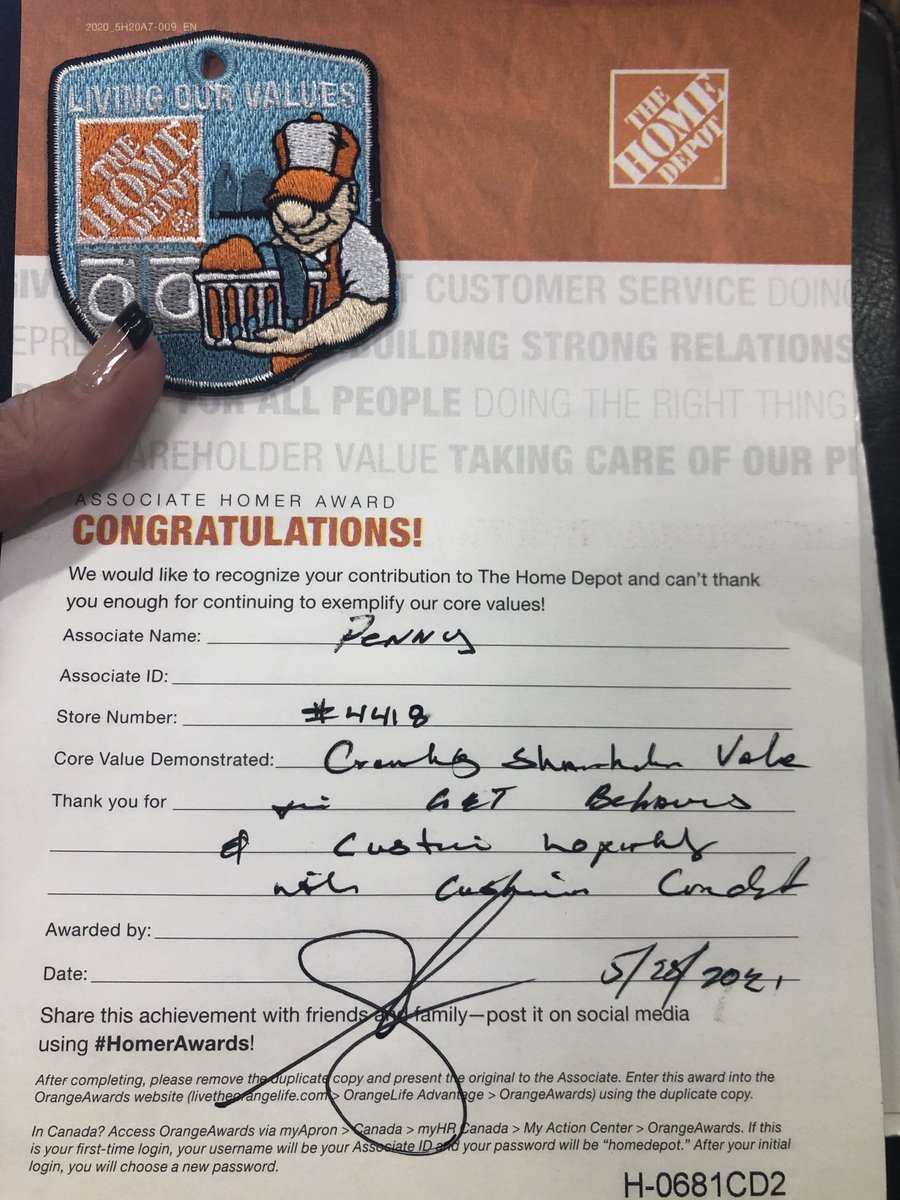 2020_5H20A7-009_EN
LIVING OUR VALUES
THE
HOME
DEPOT
THE
HOME
DEPOT
CUSTOMER SERVICE DOING
BUILDING STRONG RELATIONS
FOR ALL PEOPLE DOING THE RIGHT THING
AREHOLDER VALUE TAKING CARE OF OUR P
ASSOCIATE HOMER AWARD
CONGRATULATIONS!
We would like to recognize your contribution to The Home Depot and can't thank
you enough for continuing to exemplify our core values!
Associate Name: Penny
Associate ID:
Store Number: #4418
Core Value Demonstrated:
Thank you for GET Behaviors
with
Awarded by:
Date: 5/28/2021
Share this achievement with friends and family—post it on social media
using #HomerAwards!
After completing, please remove the duplicate copy and present the original to the Associate. Enter this award into the
OrangeAwards website (livetheorangelife.com > OrangeLife Advantage > OrangeAwards) using the duplicate copy.
In Canada? Access OrangeAwards via myApron > Canada > myHR Canada > My Action Center > OrangeAwards. If this
is your first-time login, your username will be your Associate ID and your password will be “homedepot.” After your initial
login, you will choose a new password.
H-0681CD2